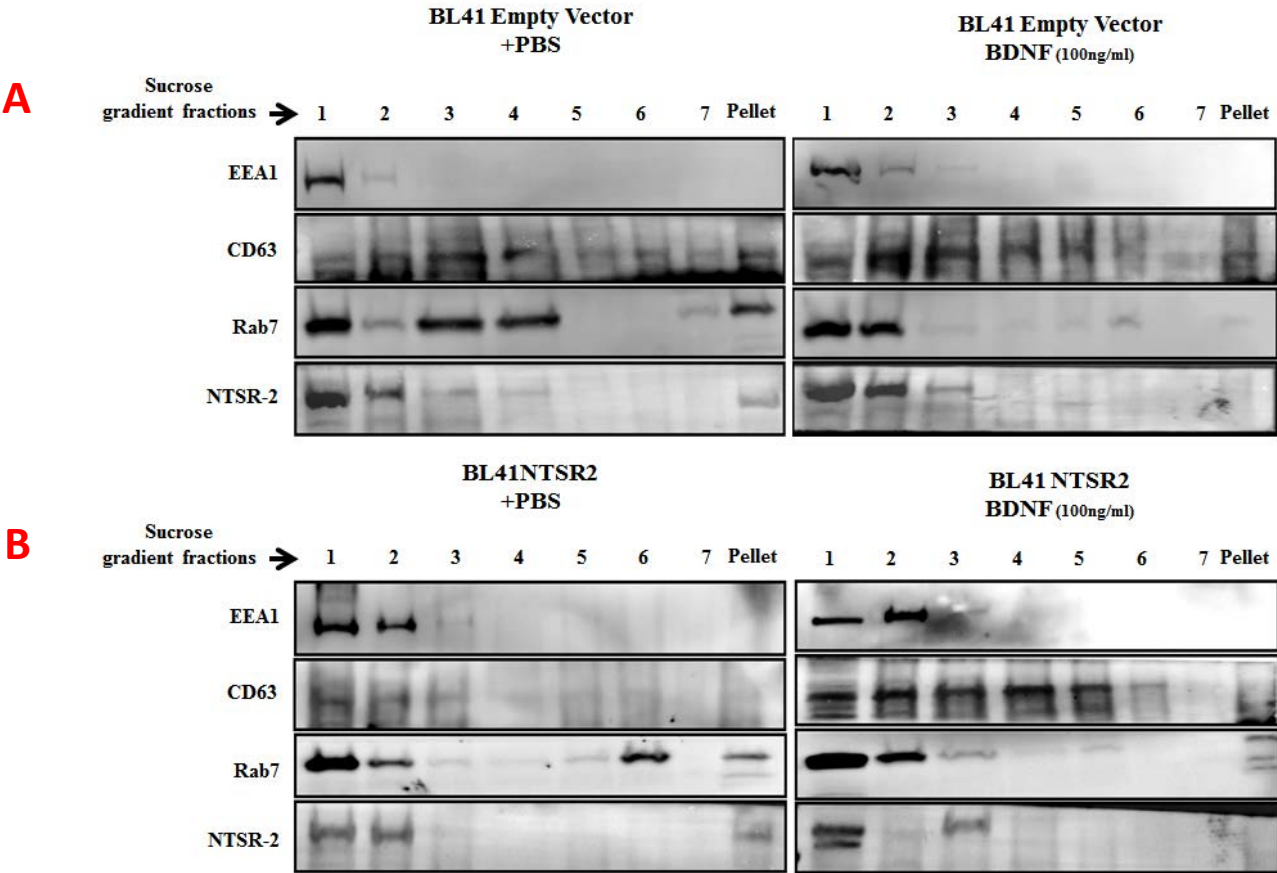 BL41 Empty Vector
+PBS
BL41 Empty Vector
BDNF (100ng/ml)
A
Sucrose
gradient fractions
1 2 3 4 5 6 7 Pellet
1 2 3 4 5 6 7 Pellet
EEA1
CD63
Rab7
NTSR-2
BL41NTSR2
+PBS
BL41 NTSR2
BDNF (100ng/ml)
B
Sucrose
gradient fractions
1 2 3 4 5 6 7 Pellet
1 2 3 4 5 6 7 Pellet
EEA1
CD63
Rab7
NTSR-2